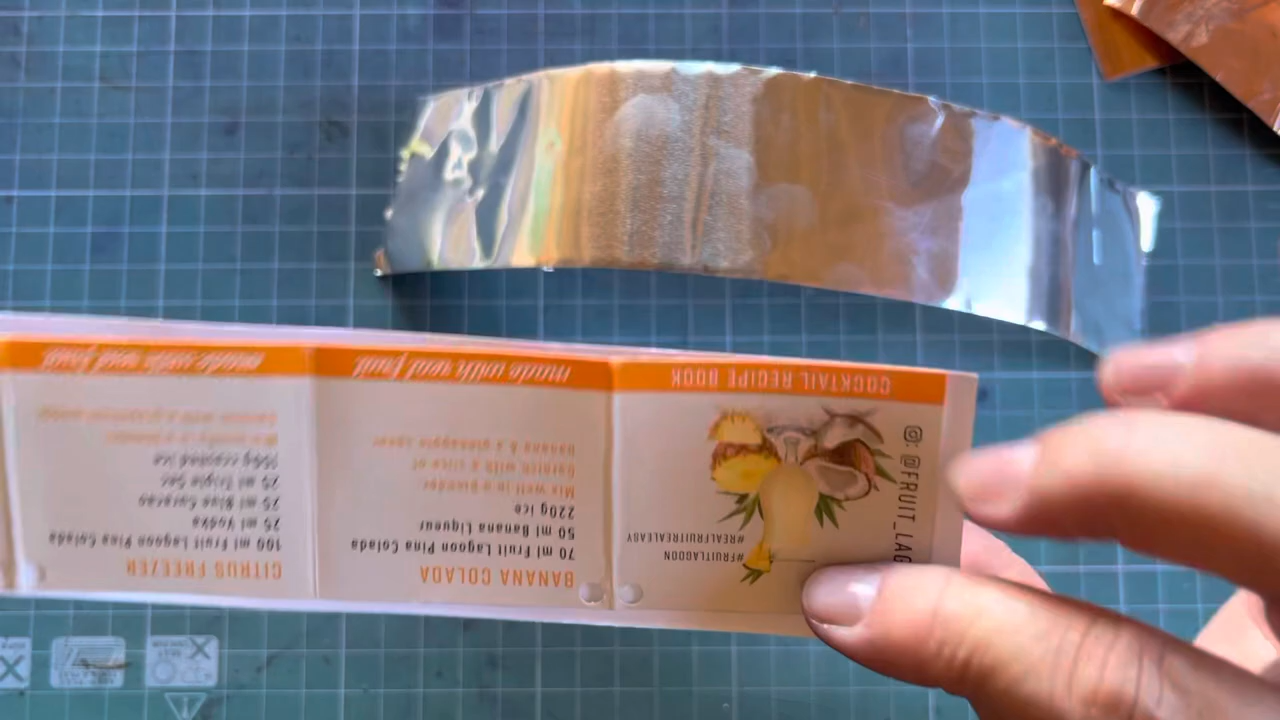 COCKTAIL RECIPE BOOK
@FRUIT_LAG
#FRUITLAGOON
#REALFRUITREALEASY
BANANA COLADA
70 ml Fruit Lagoon Pina Colada
50 ml Banana Liqueur
220g ice
Mix well in a blender
Garnish with a slice of
banana & a pineapple spear
made with real fruit
CITRUS FREEZER
100 ml Fruit Lagoon Pina Colada
25 ml Vodka
25 ml Blue Curacao
25 ml Triple Sec
crushed ice
Mix well in a blender
Garnish with a
made with real fruit